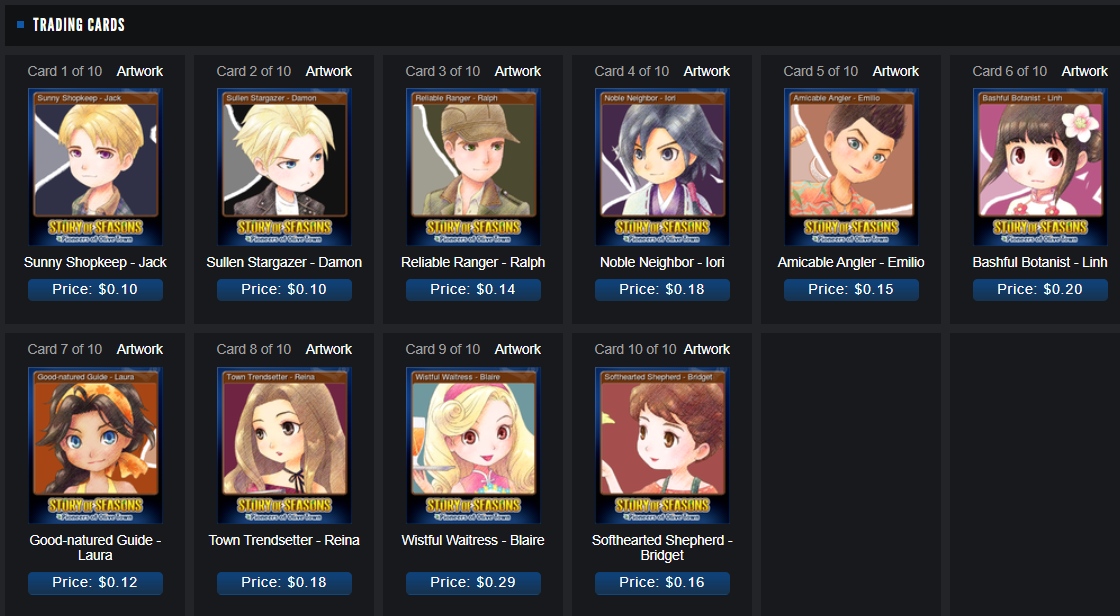 TRADING CARDS
Card 1 of 10 Artwork
Sunny Shopkeep - Jack
STORY OF SEASONS
Pioneers of Olive Town
Sunny Shopkeep - Jack
Price: $0.10
Card 2 of 10 Artwork
Sullen Stargazer - Damon
STORY OF SEASONS
Pioneers of Olive Town
Sullen Stargazer - Damon
Price: $0.10
Card 3 of 10 Artwork
Reliable Ranger - Ralph
STORY OF SEASONS
Pioneers of Olive Town
Reliable Ranger - Ralph
Price: $0.14
Card 4 of 10 Artwork
Noble Neighbor - Iori
STORY OF SEASONS
Pioneers of Olive Town
Noble Neighbor - Iori
Price: $0.18
Card 5 of 10 Artwork
Amicable Angler - Emilio
STORY OF SEASONS
Pioneers of Olive Town
Amicable Angler - Emilio
Price: $0.15
Card 6 of 10 Artwork
Bashful Botanist - Linh
STORY OF SEASONS
Pioneers of Olive Town
Bashful Botanist - Linh
Price: $0.20
Card 7 of 10 Artwork
Good-natured Guide - Laura
STORY OF SEASONS
Pioneers of Olive Town
Good-natured Guide -
Laura
Price: $0.12
Card 8 of 10 Artwork
Town Trendsetter - Reina
STORY OF SEASONS
Pioneers of Olive Town
Town Trendsetter - Reina
Price: $0.18
Card 9 of 10 Artwork
Wistful Waitress - Blaire
STORY OF SEASONS
Pioneers of Olive Town
Wistful Waitress - Blaire
Price: $0.29
Card 10 of 10 Artwork
Softhearted Shepherd - Bridget
STORY OF SEASONS
Pioneers of Olive Town
Softhearted Shepherd -
Bridget
Price: $0.16